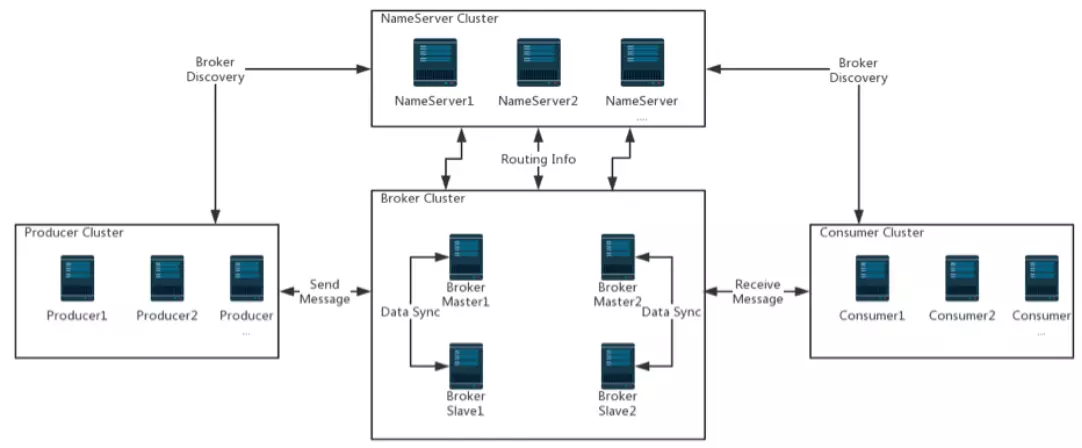 NameServer Cluster
NameServer1
NameServer2
NameServer
....
Broker
Discovery
Broker
Discovery
Routing Info
Producer Cluster
Producer1
Producer2
Producer
...
Send
Message
Broker Cluster
Broker
Master1
Broker
Master2
Data Sync
Data Sync
Broker
Slave1
Broker
Slave2
Receive
Message
Consumer Cluster
Consumer1
Consumer2
Consumer
...